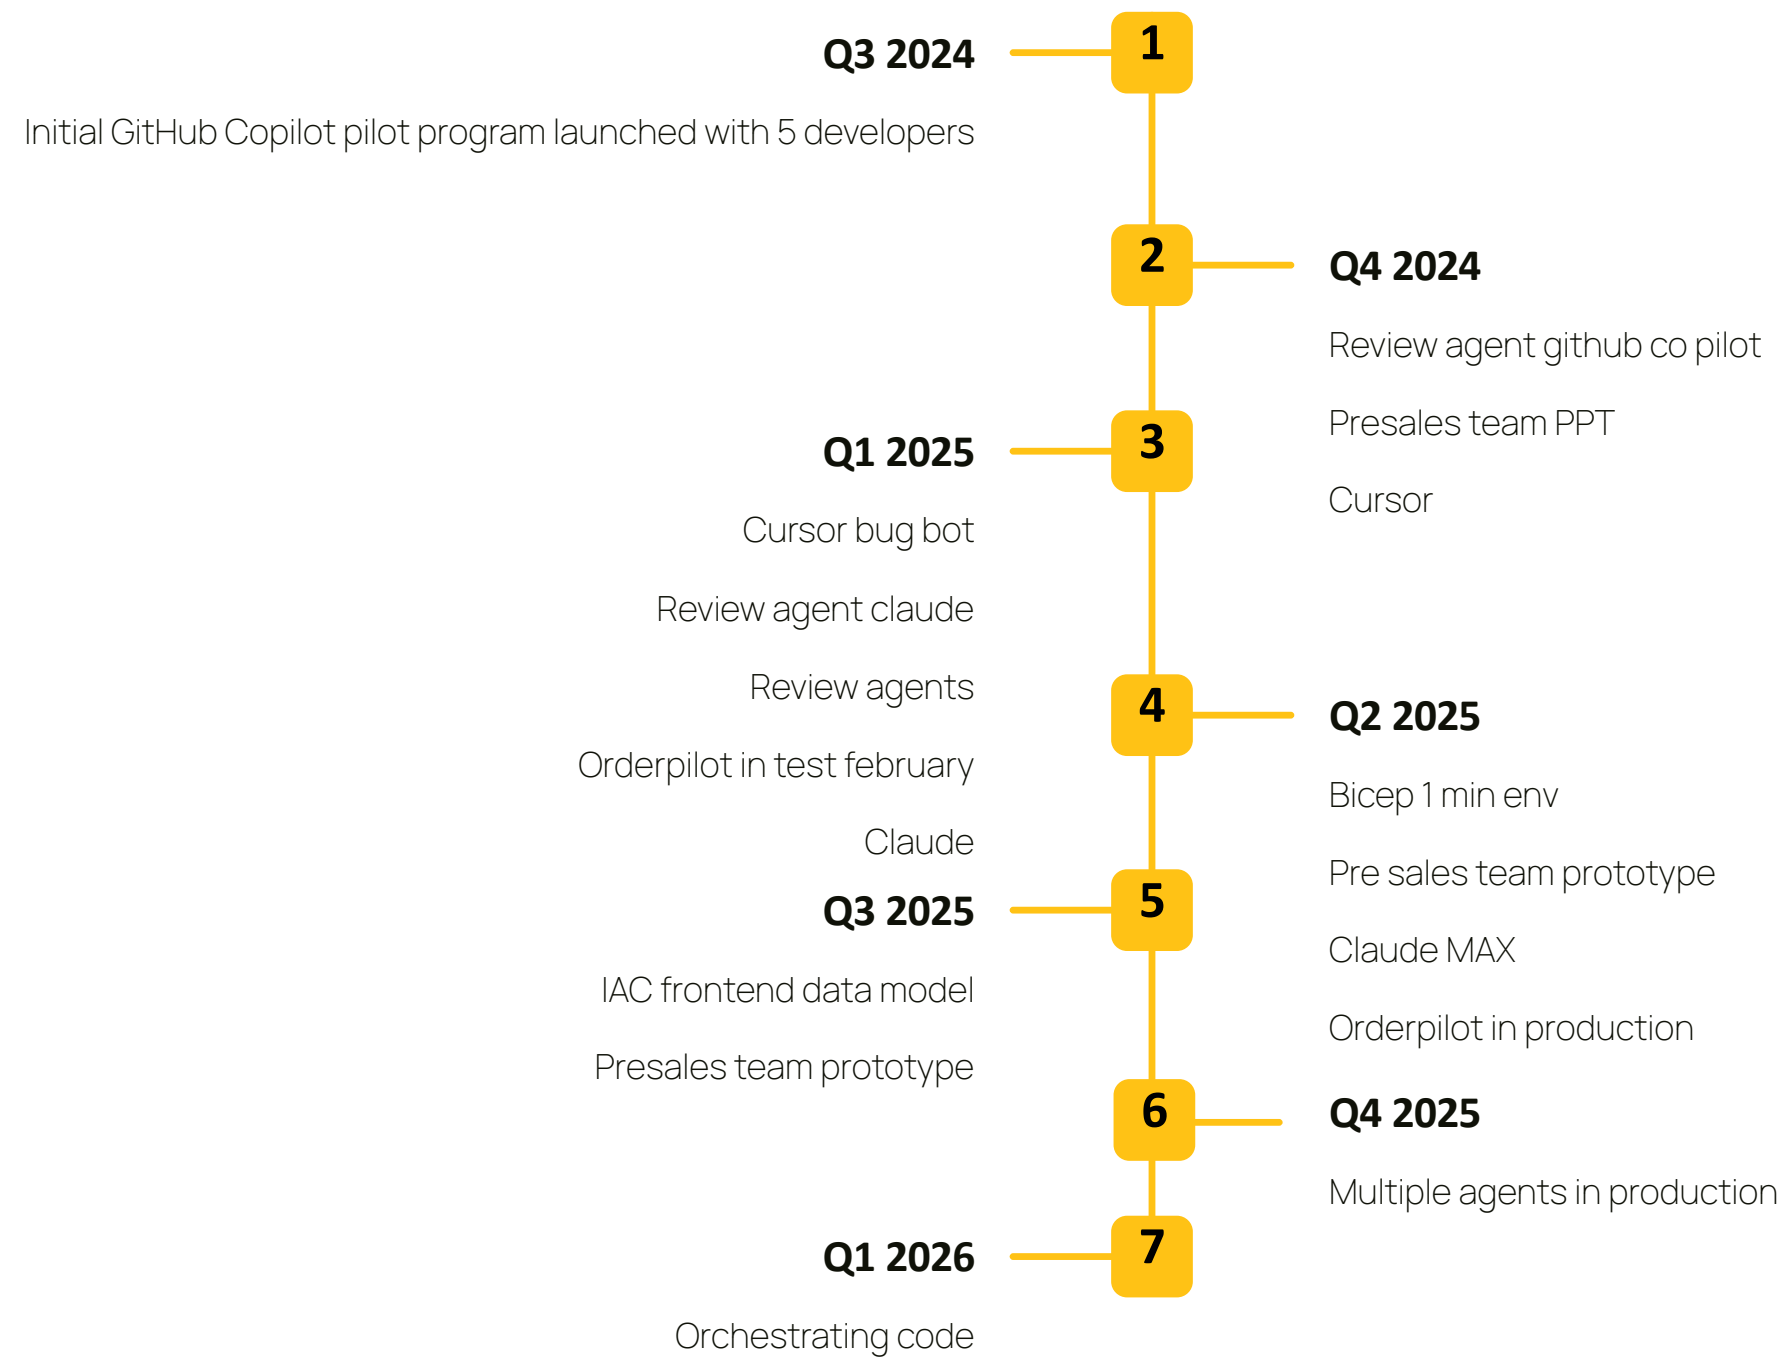 1
Q3 2024
Initial GitHub Copilot pilot program launched with 5 developers
2
Q4 2024
Review agent github co pilot
Presales team PPT
Cursor
3
Q1 2025
Cursor bug bot
Review agent claude
Review agents
Orderpilot in test february
Claude
4
Q2 2025
Bicep 1 min env
Pre sales team prototype
Claude MAX
Orderpilot in production
5
Q3 2025
IAC frontend data model
Presales team prototype
6
Q4 2025
Multiple agents in production
7
Q1 2026
Orchestrating code